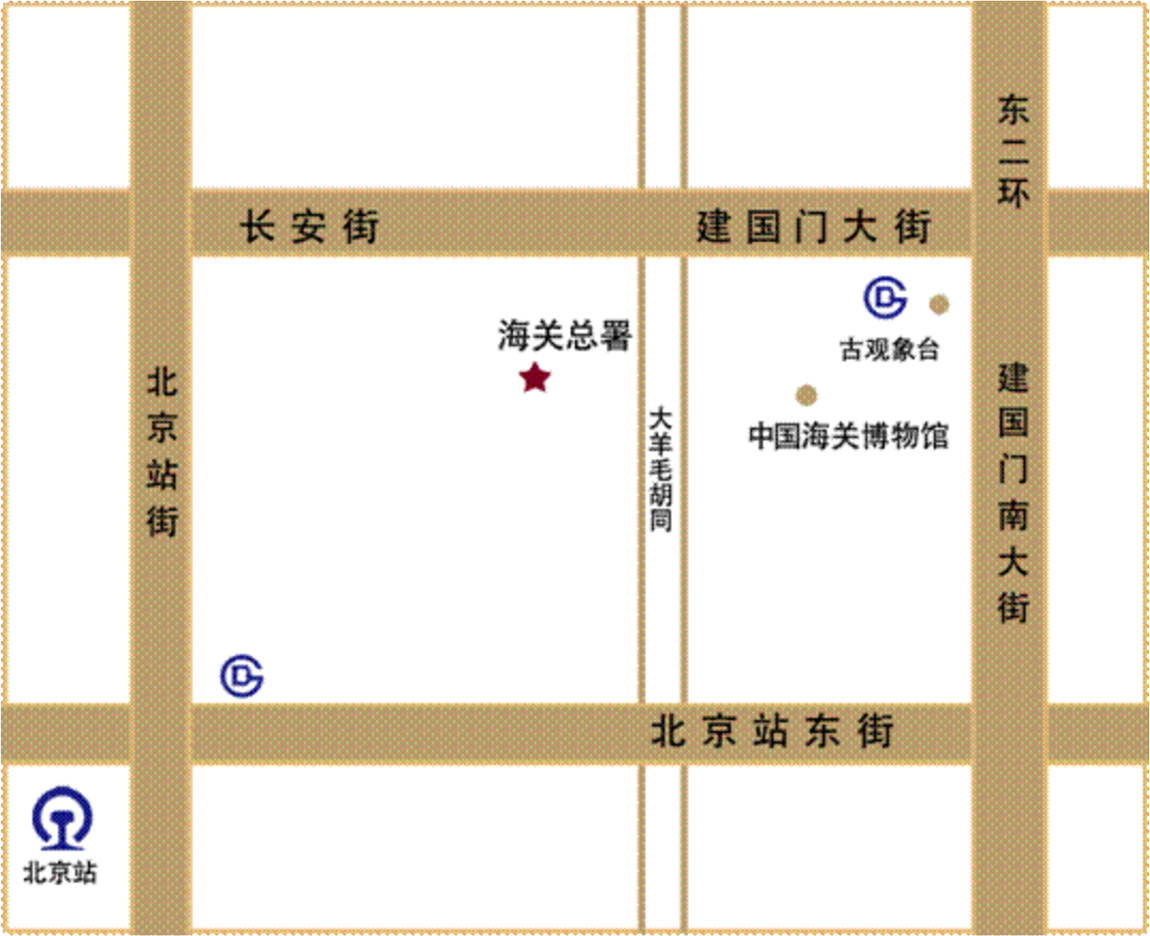 东二环
长安街
建国门大街
海关总署
古观象台
北京站街
建国门南大街
大羊毛胡同
中国海关博物馆
北京站东街
北京站